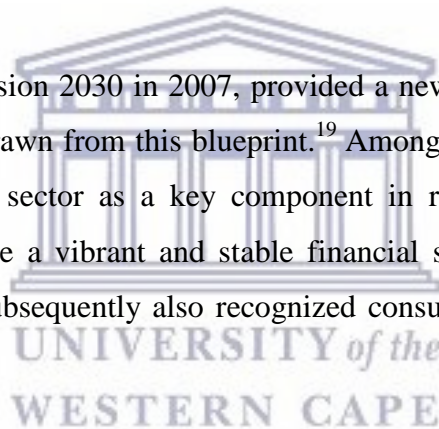 sion 2030 in 2007, provided a new
rawn from this blueprint.19 Among
sector as a key component in r
e a vibrant and stable financial s
ubsequently also recognized consu
UNIVERSITY of the
WESTERN CAPE